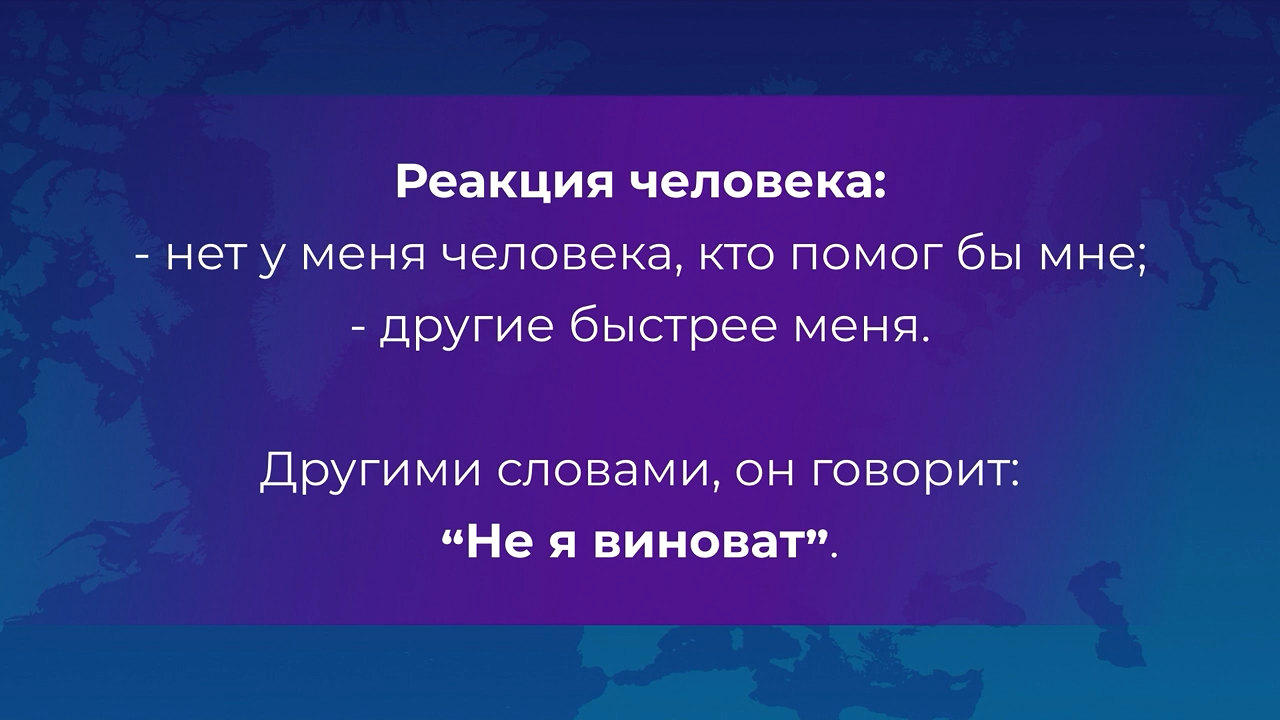 Реакция человека:
- нет у меня человека, кто помог бы мне;
- другие быстрее меня.
Другими словами, он говорит:
“Не я виноват”.